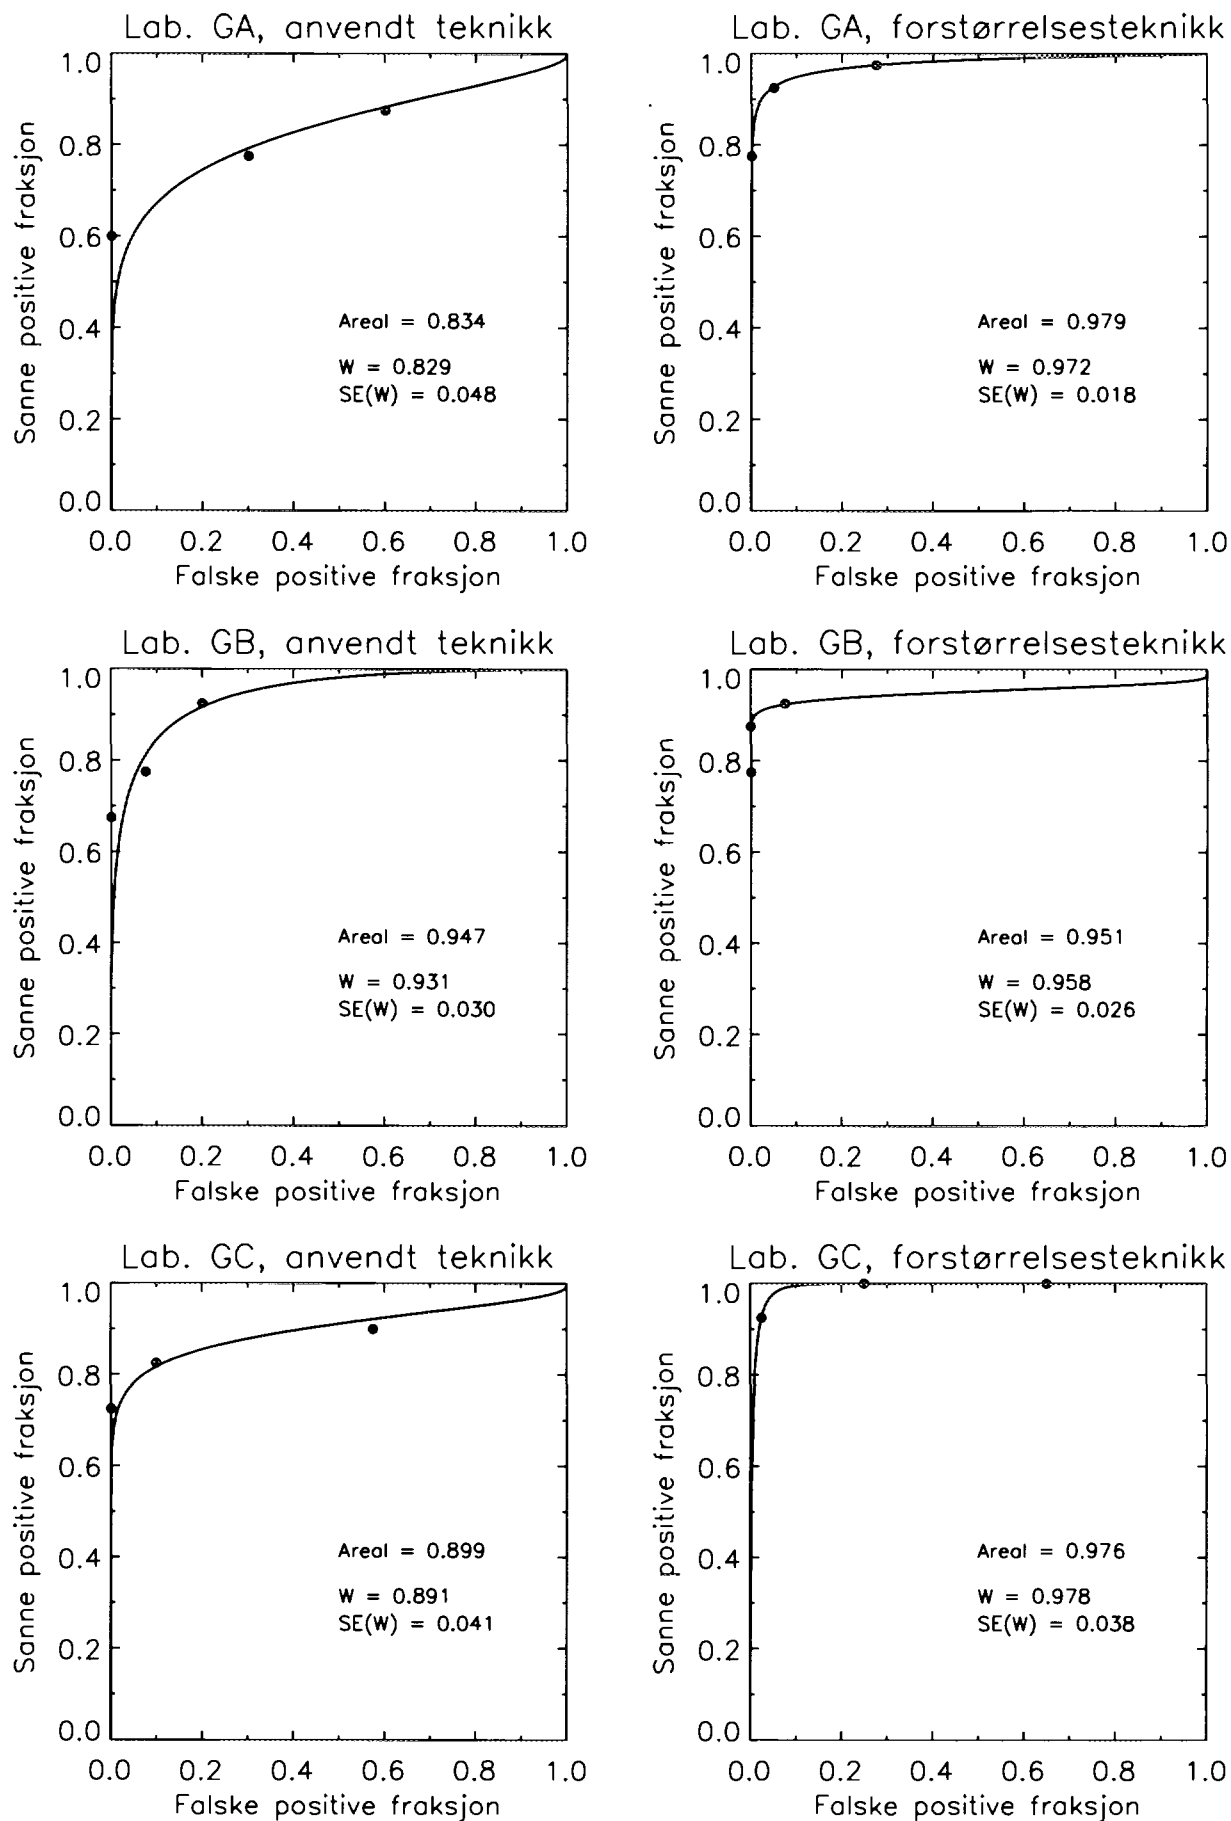 Lab. GA, anvendt teknikk
1.0
0.8
0.6
0.4
0.2
0.0
Sanne positive fraksjon
Areal = 0.834
W = 0.829
SE(W) = 0.048
0.0 0.2 0.4 0.6 0.8 1.0
Falske positive fraksjon
Lab. GA, forstørrelsesteknikk
1.0
0.8
0.6
0.4
0.2
0.0
Sanne positive fraksjon
Areal = 0.979
W = 0.972
SE(W) = 0.018
0.0 0.2 0.4 0.6 0.8 1.0
Falske positive fraksjon
Lab. GB, anvendt teknikk
1.0
0.8
0.6
0.4
0.2
0.0
Sanne positive fraksjon
Areal = 0.947
W = 0.931
SE(W) = 0.030
0.0 0.2 0.4 0.6 0.8 1.0
Falske positive fraksjon
Lab. GB, forstørrelsesteknikk
1.0
0.8
0.6
0.4
0.2
0.0
Sanne positive fraksjon
Areal = 0.951
W = 0.958
SE(W) = 0.026
0.0 0.2 0.4 0.6 0.8 1.0
Falske positive fraksjon
Lab. GC, anvendt teknikk
1.0
0.8
0.6
0.4
0.2
0.0
Sanne positive fraksjon
Areal = 0.899
W = 0.891
SE(W) = 0.041
0.0 0.2 0.4 0.6 0.8 1.0
Falske positive fraksjon
Lab. GC, forstørrelsesteknikk
1.0
0.8
0.6
0.4
0.2
0.0
Sanne positive fraksjon
Areal = 0.976
W = 0.978
SE(W) = 0.038
0.0 0.2 0.4 0.6 0.8 1.0
Falske positive fraksjon